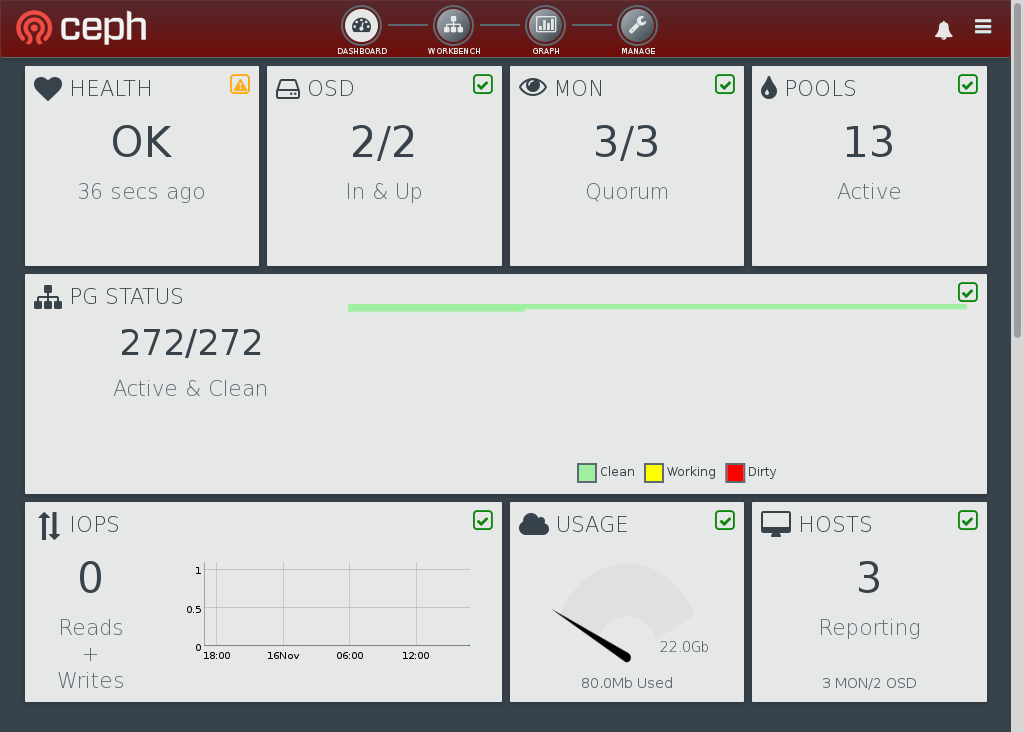 ceph
DASHBOARD
WORKBENCH
GRAPH
MANAGE
HEALTH
OK
36 secs ago
OSD
2/2
In & Up
MON
3/3
Quorum
POOLS
13
Active
PG STATUS
272/272
Active & Clean
Clean Working Dirty
IOPS
0
Reads
+
Writes
1
0.5
0
18:00 16Nov 06:00 12:00
USAGE
22.0Gb
80.0Mb Used
HOSTS
3
Reporting
3 MON/2 OSD